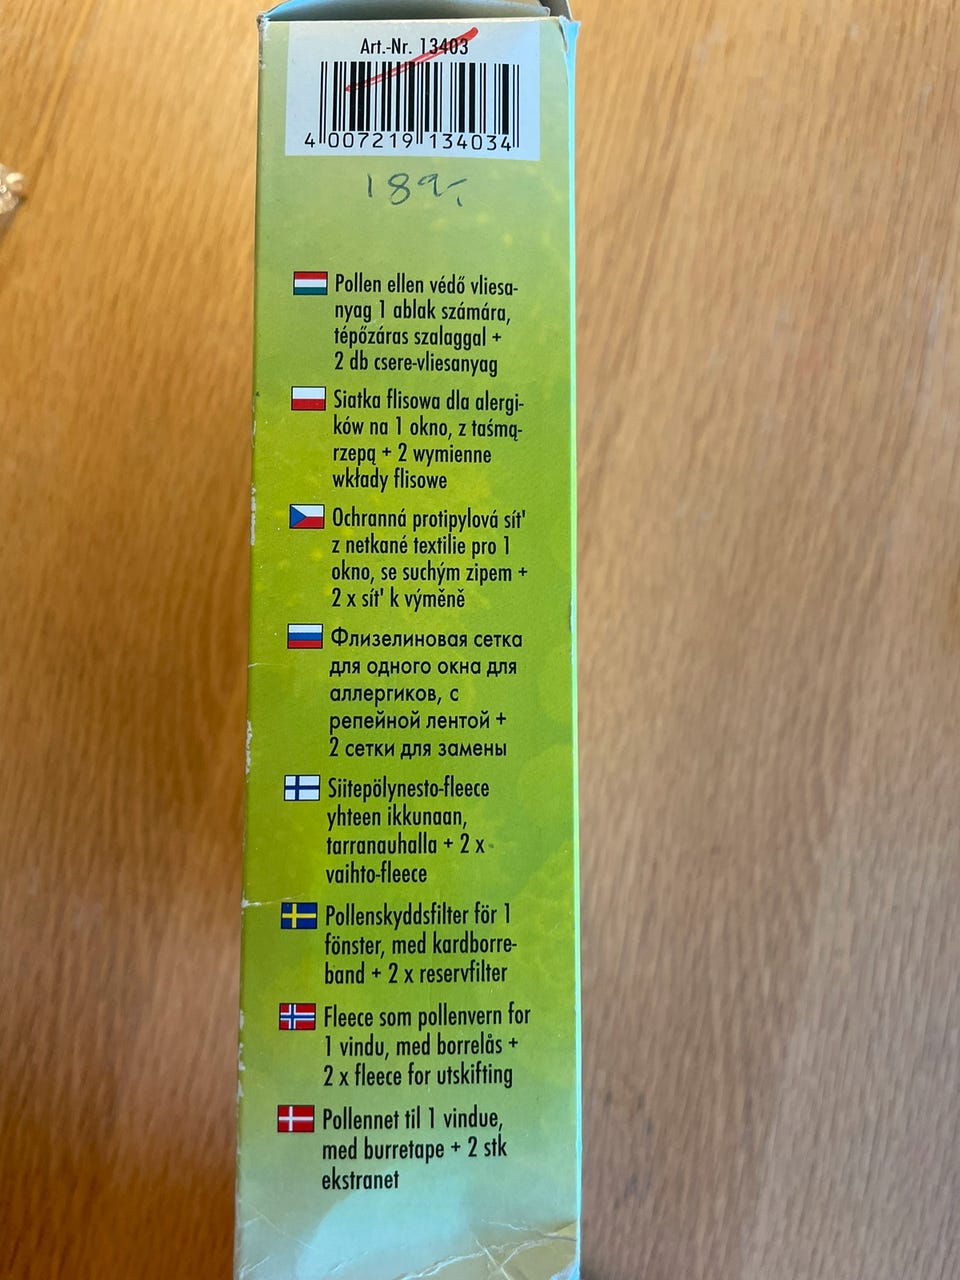 Art.-Nr. 13403
4 007219 134034
189,-
Pollen ellen védő vliesa-
nyag 1 ablak számára,
tépőzáras szalaggal +
2 db csere-vliesanyag
Siatka flisowa dla alergi-
ków na 1 okno, z taśmą-
rzepą + 2 wymienne
wkłady flisowe
Ochranná protipylová sít'
z netkané textilie pro 1
okno, se suchým zipem +
2 x sít' k výměně
Флизелиновая сетка
для одного окна для
аллергиков, с
репейной лентой +
2 сетки для замены
Siitepölynesto-fleece
yhteen ikkunaan,
tarranauhalla + 2 x
vaihto-fleece
Pollenskyddsfilter för 1
fönster, med kardborre-
band + 2 x reservfilter
Fleece som pollenvern for
1 vindu, med borrelås +
2 x fleece for utskifting
Pollennet til 1 vindue,
med burretape + 2 stk
ekstranet